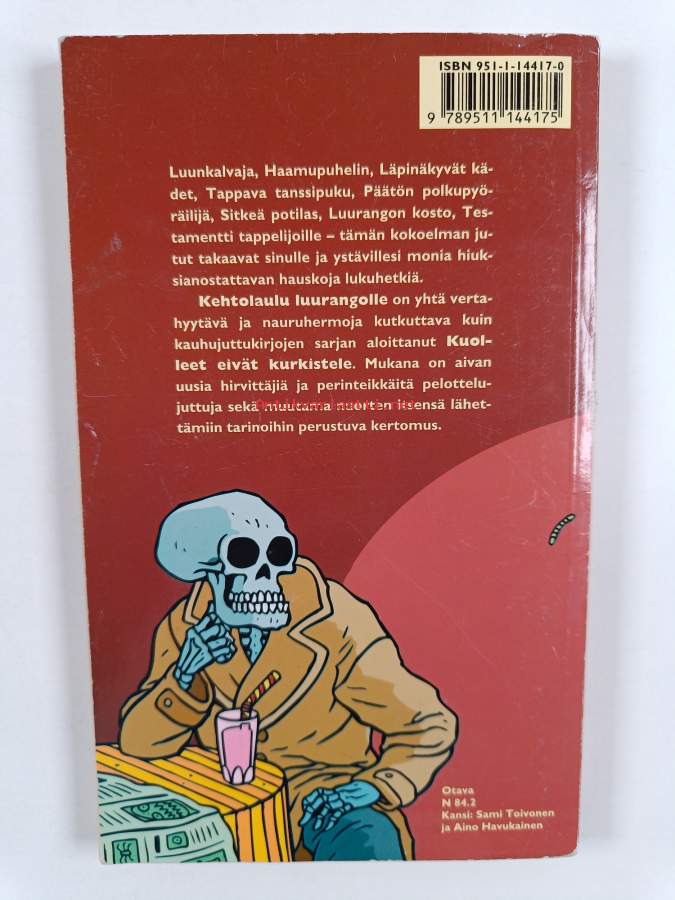 ISBN 951-1-14417-0
9 789511 144175
Luunkalvaja, Haamupuhelin, Läpinäkyvät kä-
det, Tappava tanssipuku, Päätön polkupyö-
räilijä, Sitkeä potilas, Luurangon kosto, Tes-
tamentti tappelijoille – tämän kokoelman ju-
tut takaavat sinulle ja ystävillesi monia hiuk-
sianostattavan hauskoja lukuhetkiä.
Kehtolaulu luurangolle on yhtä verta-
hyytävä ja nauruhermoja kutkuttava kuin
kauhujuttukirjojen sarjan aloittanut Kuol-
leet eivät kurkistele. Mukana on aivan
uusia hirvittäjiä ja perinteikkäitä pelottelu-
juttuja sekä muutama nuorten itsensä lähet-
tämiin tarinoihin perustuva kertomus.
Otava
N 84.2
Kansi: Sami Toivonen
ja Aino Havukainen